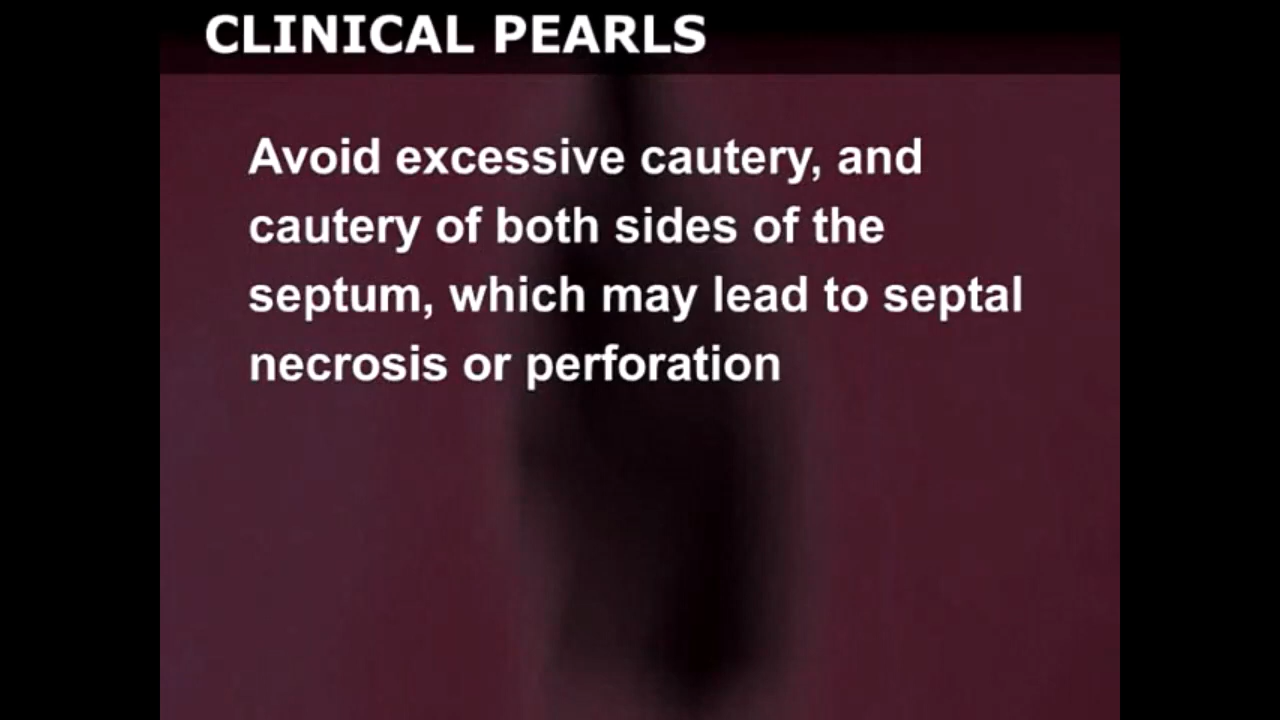 CLINICAL PEARLS
Avoid excessive cautery, and
cautery of both sides of the
septum, which may lead to septal
necrosis or perforation